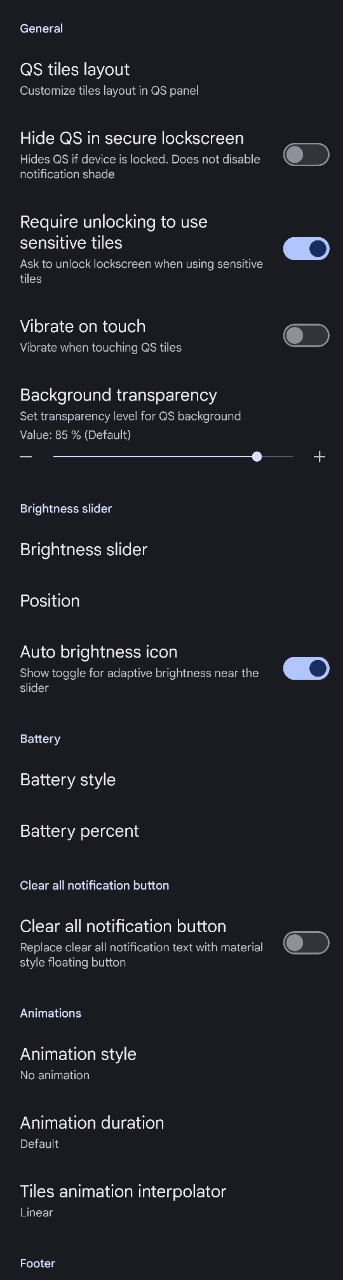 General
QS tiles layout
Customize tiles layout in QS panel
Hide QS in secure lockscreen
Hides QS if device is locked. Does not disable
notification shade
Require unlocking to use
sensitive tiles
Ask to unlock lockscreen when using sensitive
tiles
Vibrate on touch
Vibrate when touching QS tiles
Background transparency
Set transparency level for QS background
Value: 85 % (Default)
Brightness slider
Brightness slider
Position
Auto brightness icon
Show toggle for adaptive brightness near the
slider
Battery
Battery style
Battery percent
Clear all notification button
Clear all notification button
Replace clear all notification text with material
style floating button
Animations
Animation style
No animation
Animation duration
Default
Tiles animation interpolator
Linear
Footer